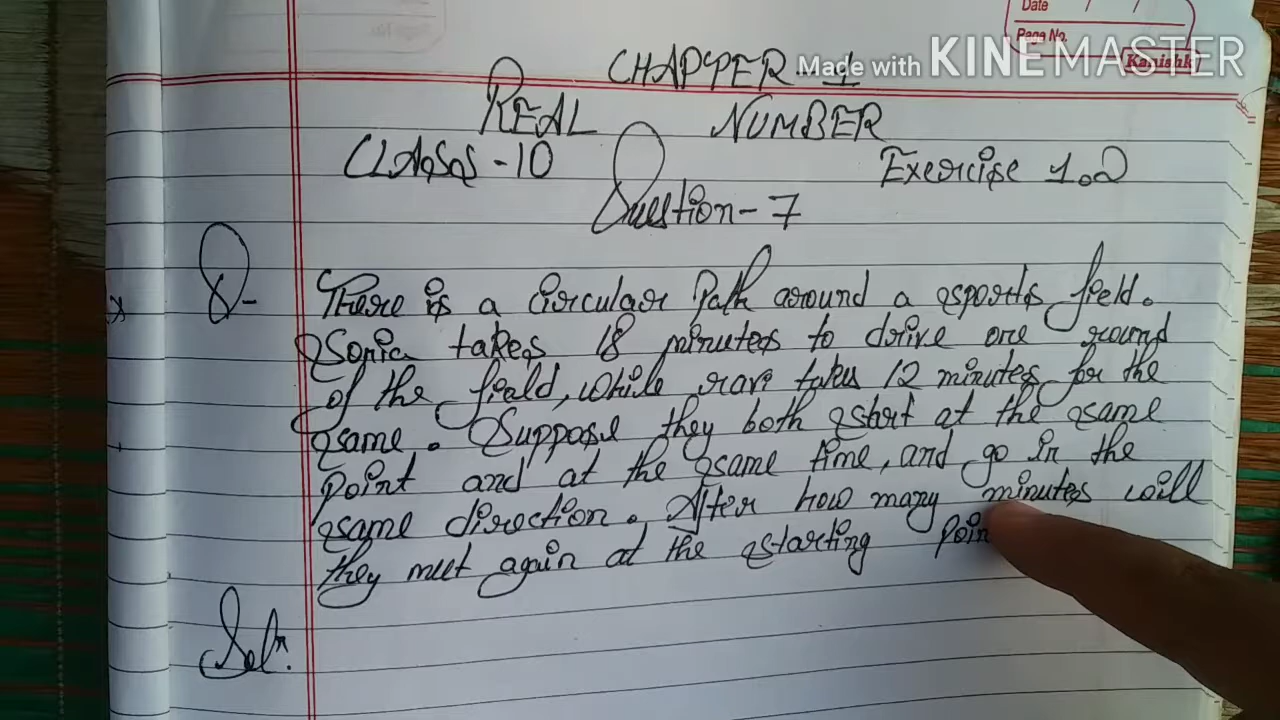 Date / /
Page No.
Kanishk
Made with KINEMASTER
CHAPTER - 1
REAL NUMBER
CLASS - 10 Exercise 1.2
Question - 7
Q- There is a circular path around a sports field.
Sonia takes 18 minutes to drive one round
of the field, while ravi takes 12 minutes for the
same. Suppose they both start at the same
point and at the same time, and go in the
same direction. After how many minutes will
they meet again at the starting
Solⁿ.